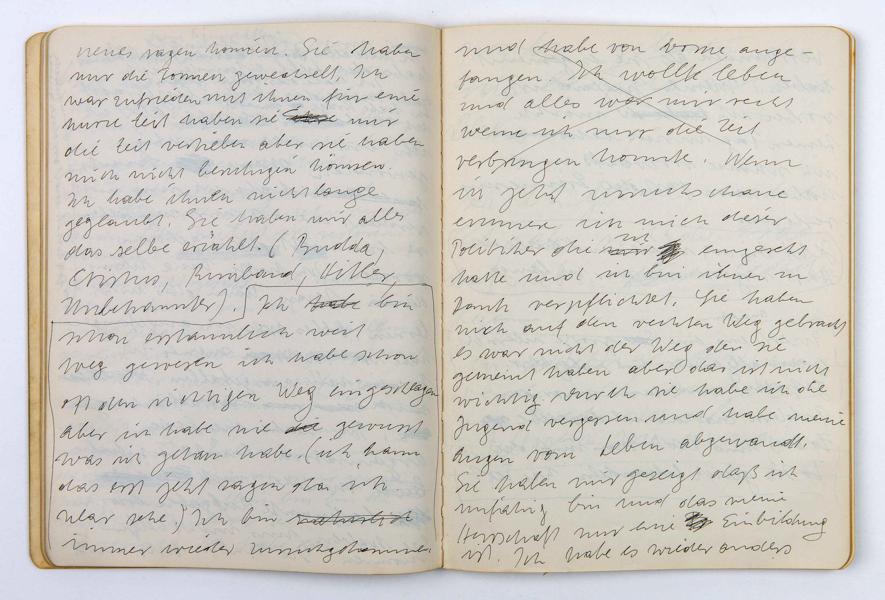 neues sagen können. Sie haben
nur die Formen gewechselt. Ich
war zufrieden mit ihnen für eine
kurze Zeit haben sie mir
die Zeit vertrieben aber sie haben
mich nicht beruhigen können
Ich habe ihnen nicht lange
geglaubt. Sie haben mir alles
das selbe erzählt. (Budda,
Christus, Rimbaud, Hitler,
Unbekannter). Ich habe bin
schon erstaunlich weit
weg gewesen ich habe schon
oft den richtigen Weg eingeschlagen
aber ich habe nie die gewusst
was ich getan habe. (ich kann
das erst jetzt sagen da ich
klar sehe.) Ich bin natürlich
immer wieder zurückgekommen
und habe von vorne ange-
fangen. Ich wollte leben
und alles war mir recht
wenn ich nur die Zeit
verbringen konnte. Wenn
ich jetzt zurückschaue
erinnere ich mich dieser
Politiker die ich eingesetzt
hatte und ich bin ihnen zu
Dank verpflichtet. Sie haben
mich auf den rechten Weg gebracht
es war nicht der Weg den sie
gemeint haben aber das ist nicht
wichtig durch sie habe ich die
Jugend vergessen und habe meine
Augen vom Leben abgewandt.
Sie haben mir gezeigt daß ich
unfähig bin und das meine
Herrschaft nur eine Einbildung
ist. Ich habe es wieder anders